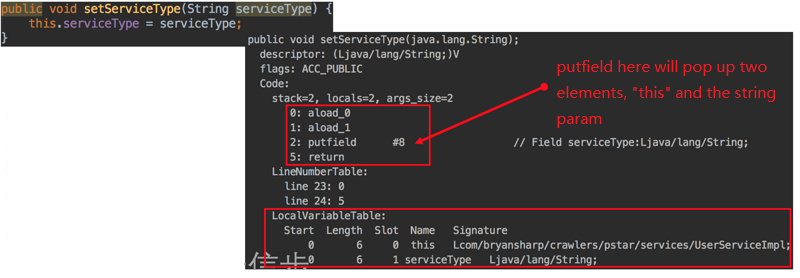 public void setServiceType(String serviceType) {
this.serviceType = serviceType;
}
public void setServiceType(java.lang.String);
descriptor: (Ljava/lang/String;)V
flags: ACC_PUBLIC
Code:
stack=2, locals=2, args_size=2
0: aload_0
1: aload_1
2: putfield #8 // Field serviceType:Ljava/lang/String;
5: return
LineNumberTable:
line 23: 0
line 24: 5
LocalVariableTable:
Start Length Slot Name Signature
0 6 0 this Lcom/bryansharp/crawlers/pstar/services/UserServiceImpl;
0 6 1 serviceType Ljava/lang/String;
putfield here will pop up two
elements, "this" and the string
param